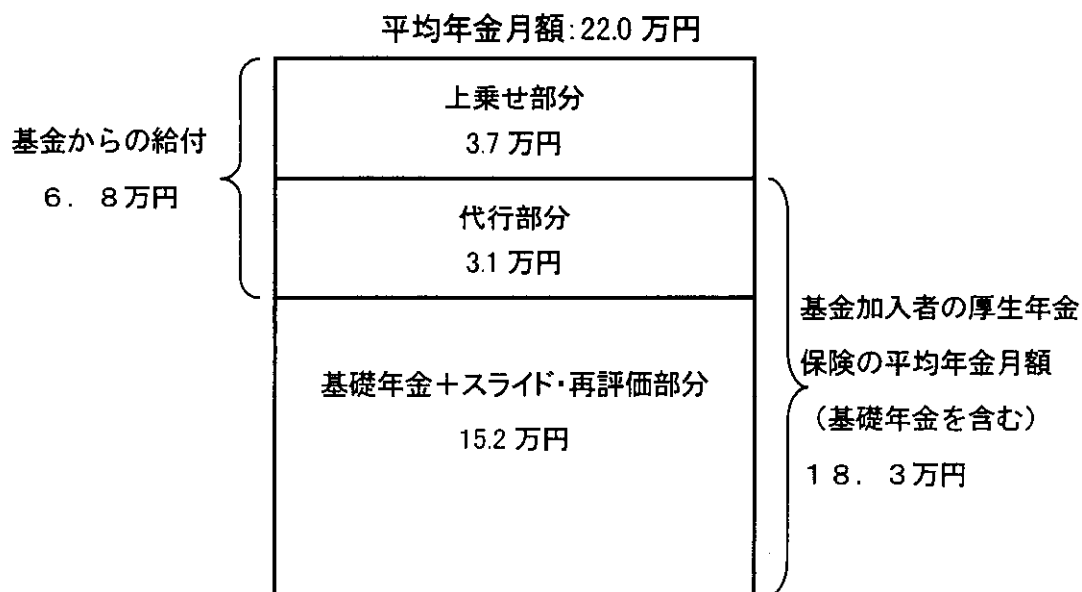 平均年金月額:22.0 万円
上乗せ部分
3.7 万円
基金からの給付
6．8万円
代行部分
3.1 万円
基礎年金＋スライド・再評価部分
15.2 万円
基金加入者の厚生年金
保険の平均年金月額
（基礎年金を含む）
18．3万円